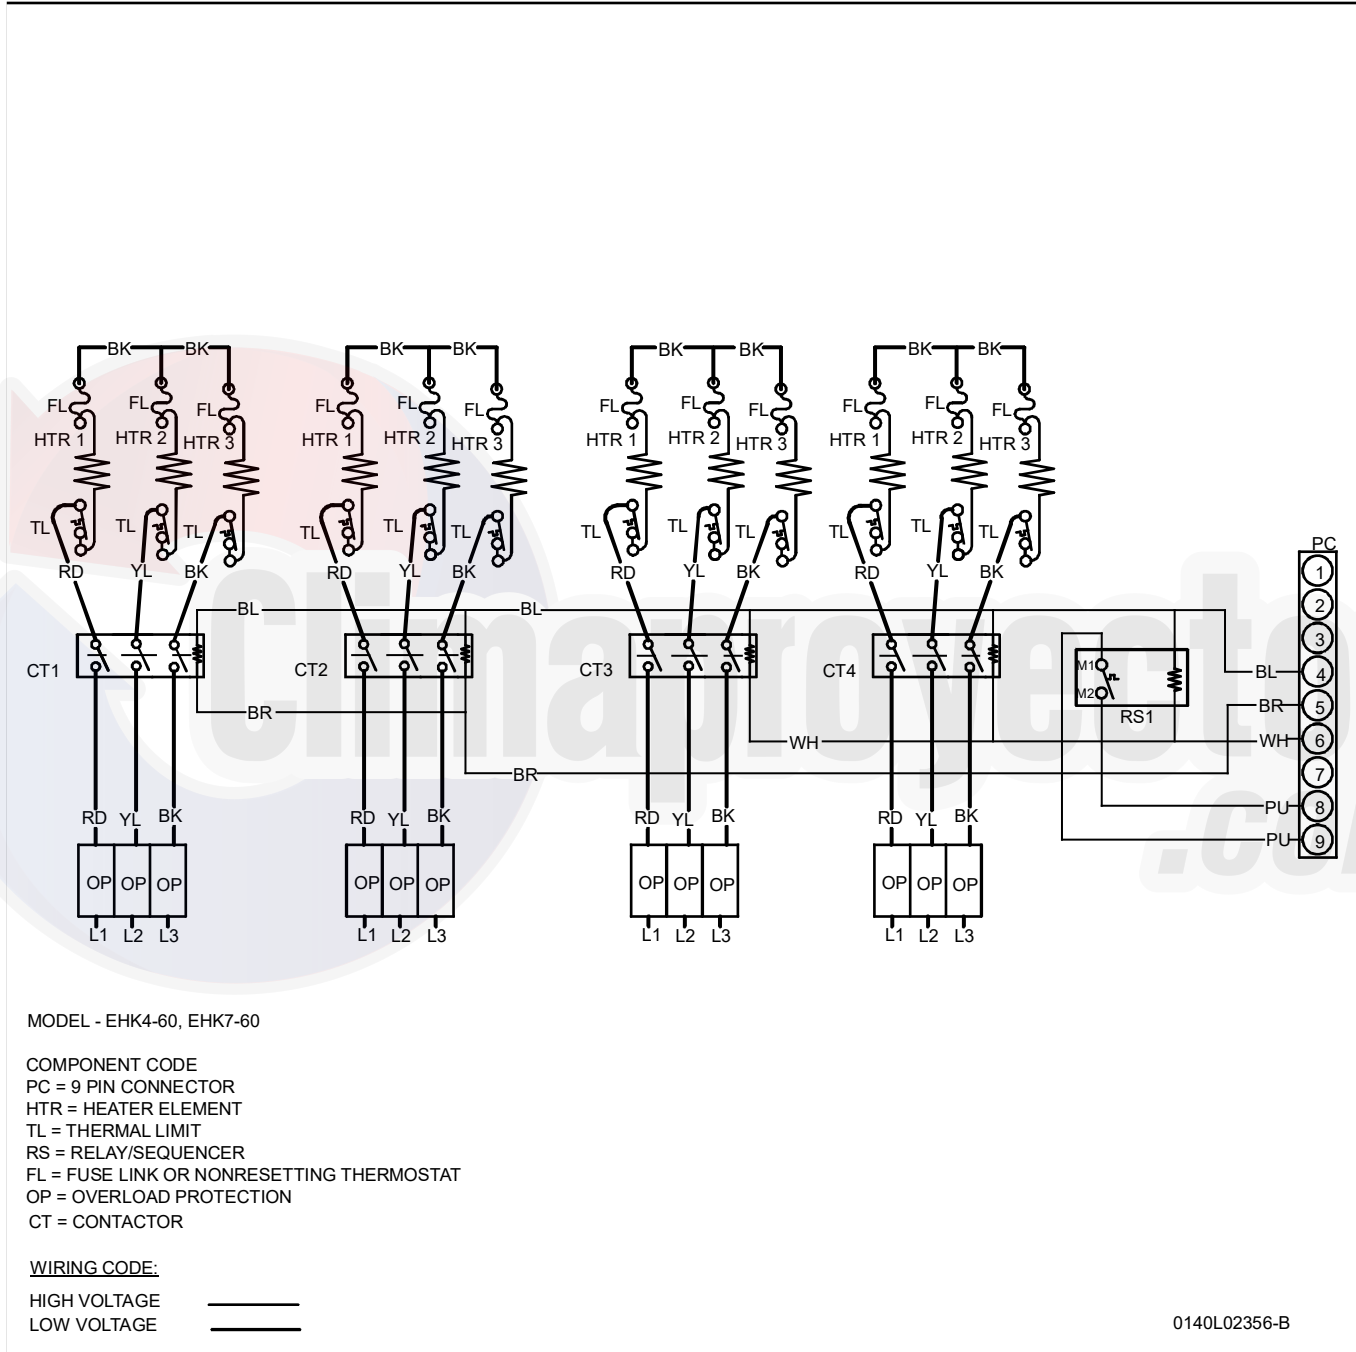 BK BK BK BK BK BK BK BK
FL FL FL FL FL FL FL FL FL FL FL FL
HTR 1 HTR 2 HTR 3 HTR 1 HTR 2 HTR 3 HTR 1 HTR 2 HTR 3 HTR 1 HTR 2 HTR 3
TL TL TL TL TL TL TL TL TL TL TL TL
RD YL BK RD YL BK RD YL BK RD YL BK
PC
1
2
3
4
5
6
7
8
9
BL BL
CT1 CT2 CT3 CT4
M1
M2
RS1
BL
BR
WH
BR
WH
BR
PU
PU
RD YL BK RD YL BK RD YL BK RD YL BK
OP OP OP OP OP OP OP OP OP OP OP OP
L1 L2 L3 L1 L2 L3 L1 L2 L3 L1 L2 L3
Climaproyecto
.co
MODEL - EHK4-60, EHK7-60
COMPONENT CODE
PC = 9 PIN CONNECTOR
HTR = HEATER ELEMENT
TL = THERMAL LIMIT
RS = RELAY/SEQUENCER
FL = FUSE LINK OR NONRESETTING THERMOSTAT
OP = OVERLOAD PROTECTION
CT = CONTACTOR
WIRING CODE:
HIGH VOLTAGE
LOW VOLTAGE
0140L02356-B